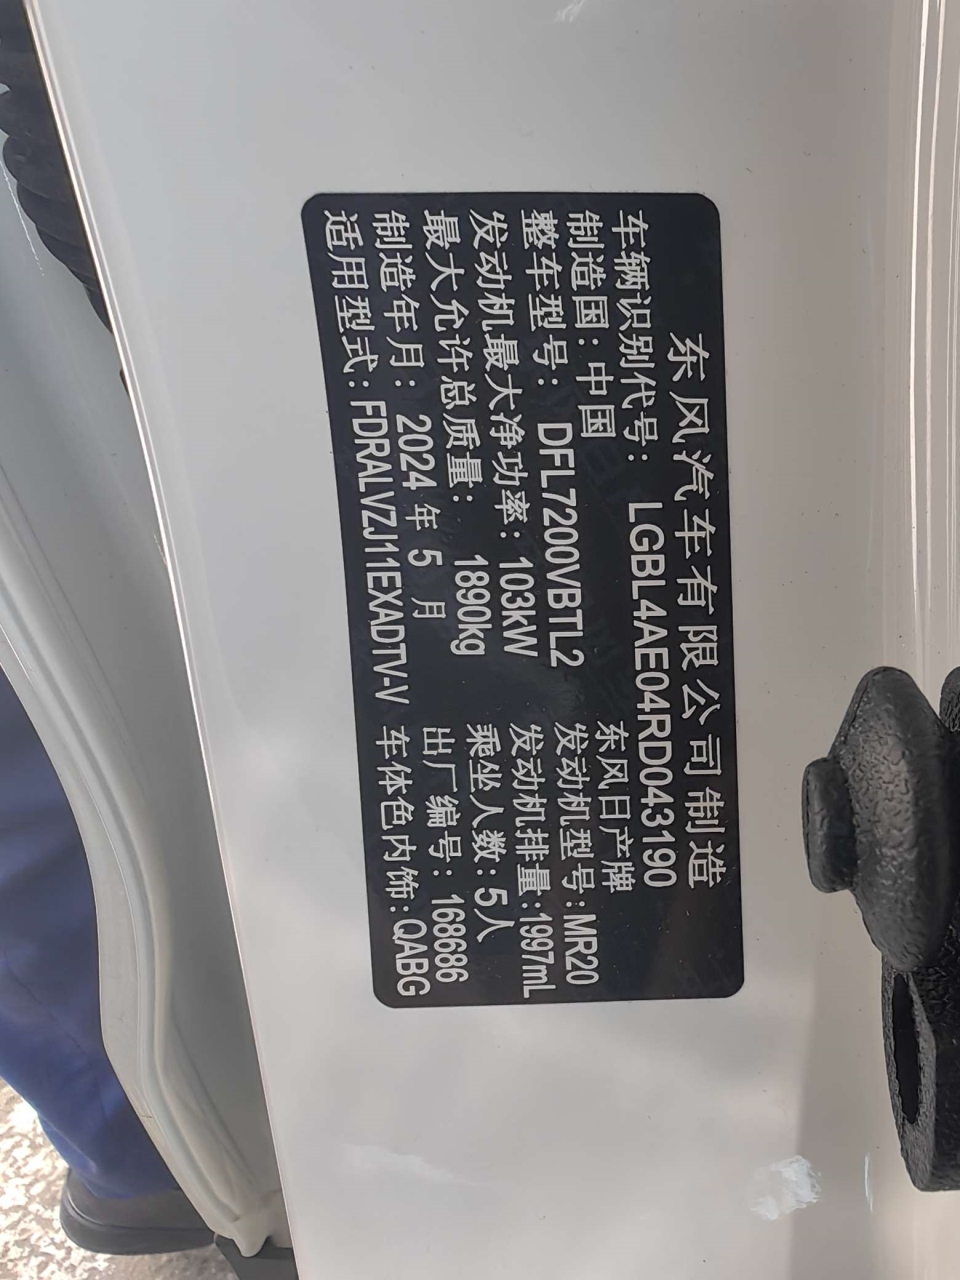 东风汽车有限公司制造
车辆识别代号: LGBL4AE04RD043190
制造国:中国 东风日产牌
整车型号: DFL7200VBTL2 发动机型号:MR20
发动机最大净功率: 103kW 发动机排量:1997mL
最大允许总质量: 1890kg 乘坐人数:5人
制造年月: 2024 年 5 月 出厂编号: 168686
适用型式: FDRALVZJ11EXADTV-V 车体色内饰: QABG